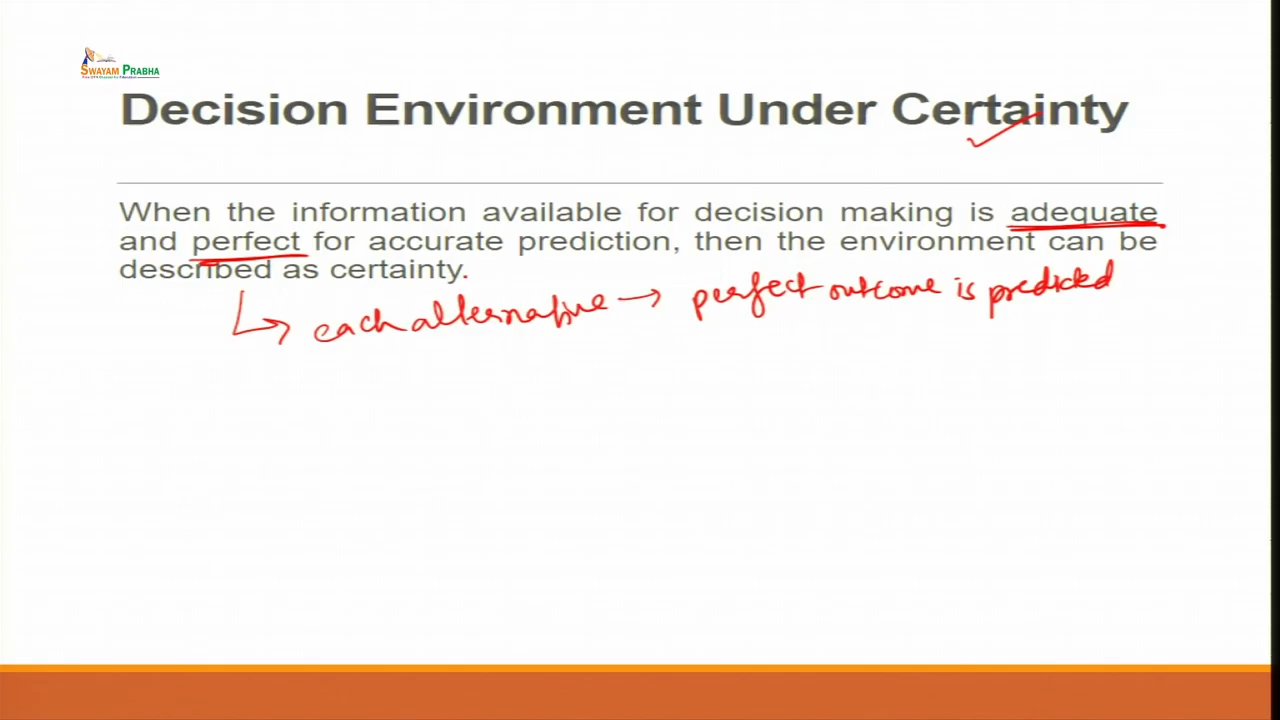 SWAYAM PRABHA
Decision Environment Under Certainty
When the information available for decision making is adequate
and perfect for accurate prediction, then the environment can be
described as certainty.
each alternative → perfect outcome is predicted